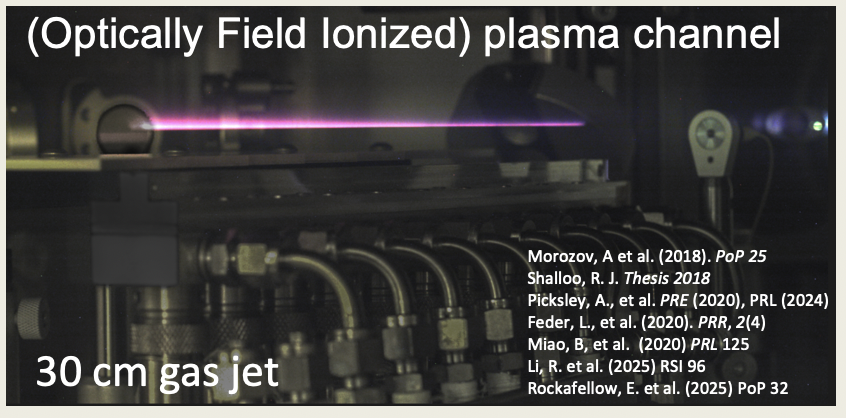 (Optically Field Ionized) plasma channel
Morozov, A et al. (2018). PoP 25
Shalloo, R. J. Thesis 2018
Picksley, A., et al. PRE (2020), PRL (2024)
Feder, L., et al. (2020). PRR, 2(4)
Miao, B, et al. (2020) PRL 125
Li, R. et al. (2025) RSI 96
Rockafellow, E. et al. (2025) PoP 32
30 cm gas jet